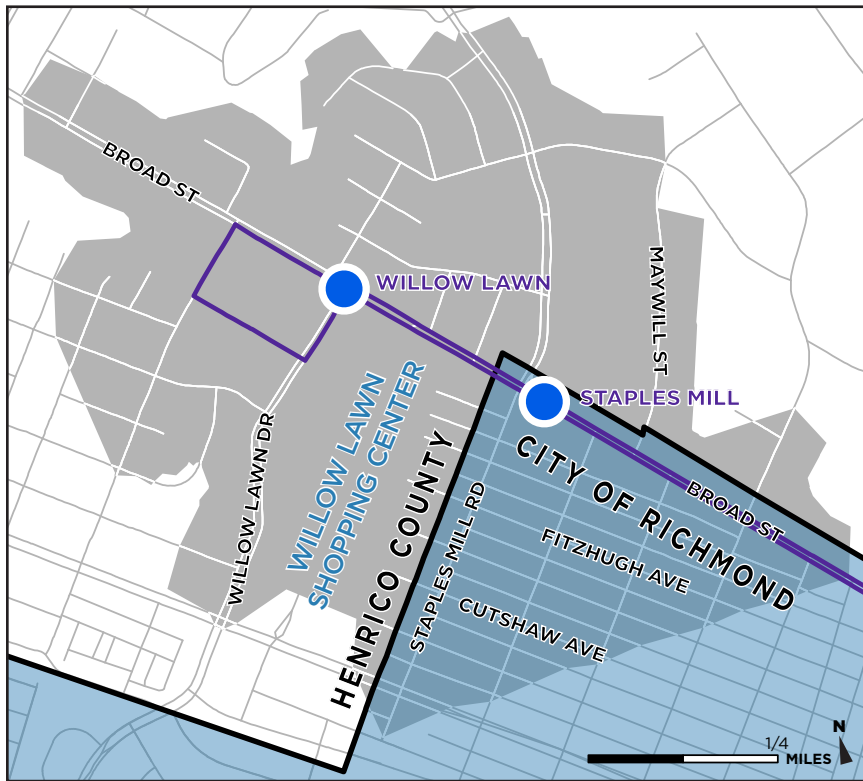 BROAD ST
WILLOW LAWN
MAYWILL ST
STAPLES MILL
WILLOW LAWN
SHOPPING CENTER
WILLOW LAWN DR
HENRICO COUNTY
STAPLES MILL RD
CITY OF RICHMOND
BROAD ST
FITZHUGH AVE
CUTSHAW AVE
N
1/4
MILES